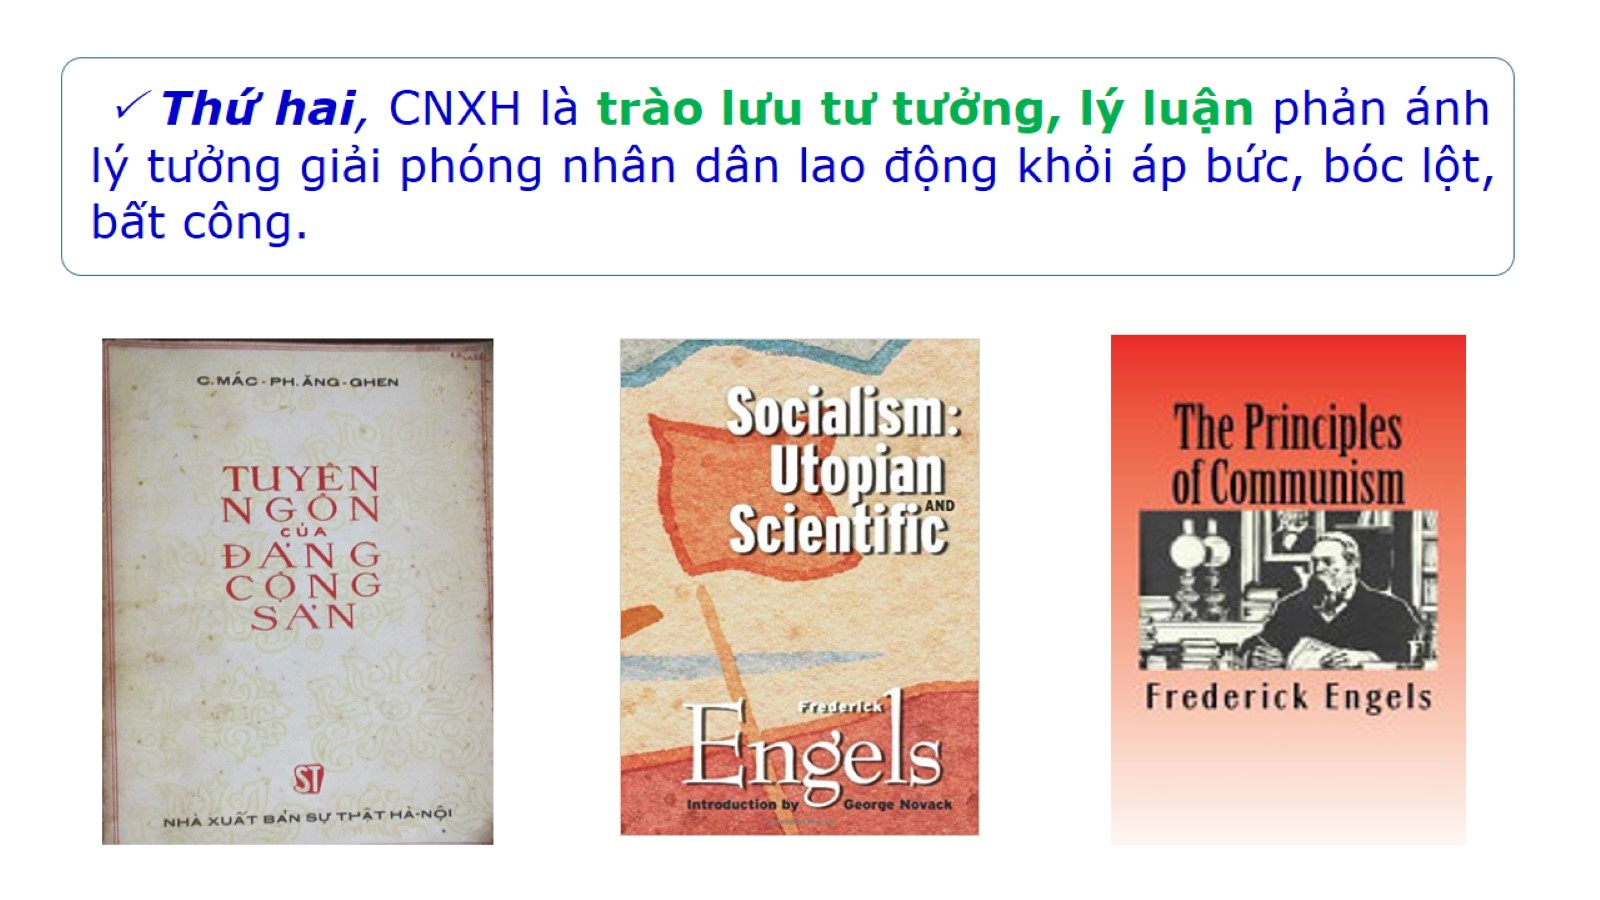 ✓ Thứ hai, CNXH là trào lưu tư tưởng, lý luận phản ánh
lý tưởng giải phóng nhân dân lao động khỏi áp bức, bóc lột,
bất công.
C. MÁC - PH. ĂNG - GHEN
TUYÊN
NGÔN
CỦA
ĐẢNG
CỘNG
SẢN
ST
NHÀ XUẤT BẢN SỰ THẬT HÀ-NỘI
Socialism:
Utopian
AND
Scientific
Frederick
Engels
Introduction by George Novack
The Principles
of Communism
Frederick Engels